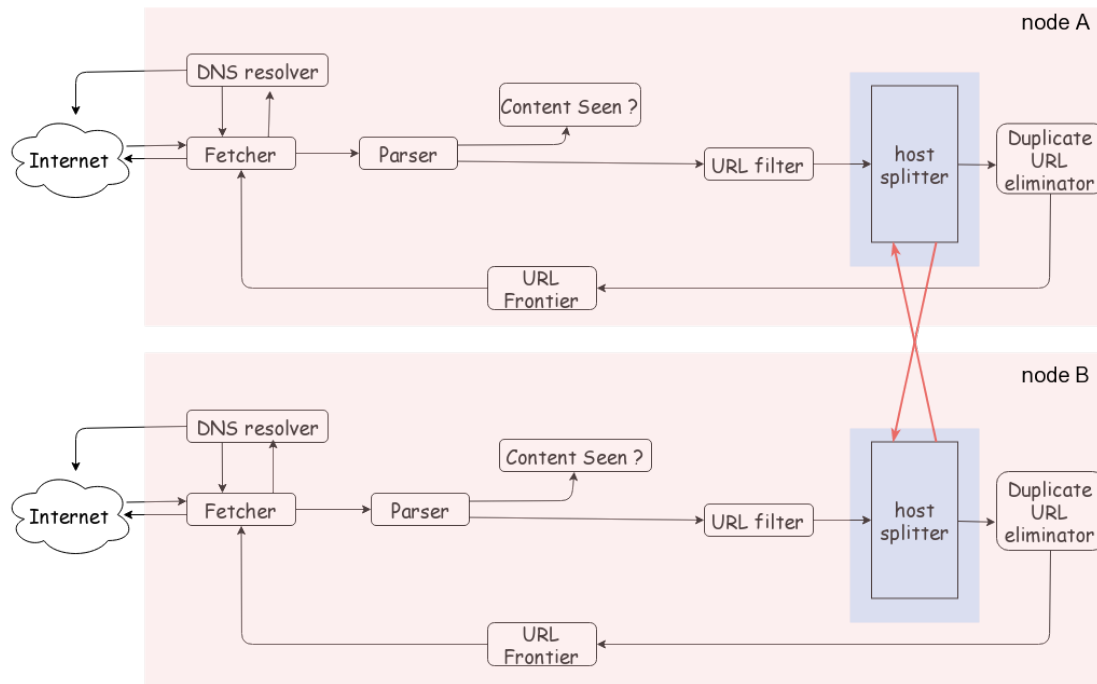 node A
DNS resolver
Content Seen ?
Internet
Fetcher
Parser
URL filter
host
splitter
Duplicate
URL
eliminator
URL
Frontier
node B
DNS resolver
Content Seen ?
Internet
Fetcher
Parser
URL filter
host
splitter
Duplicate
URL
eliminator
URL
Frontier